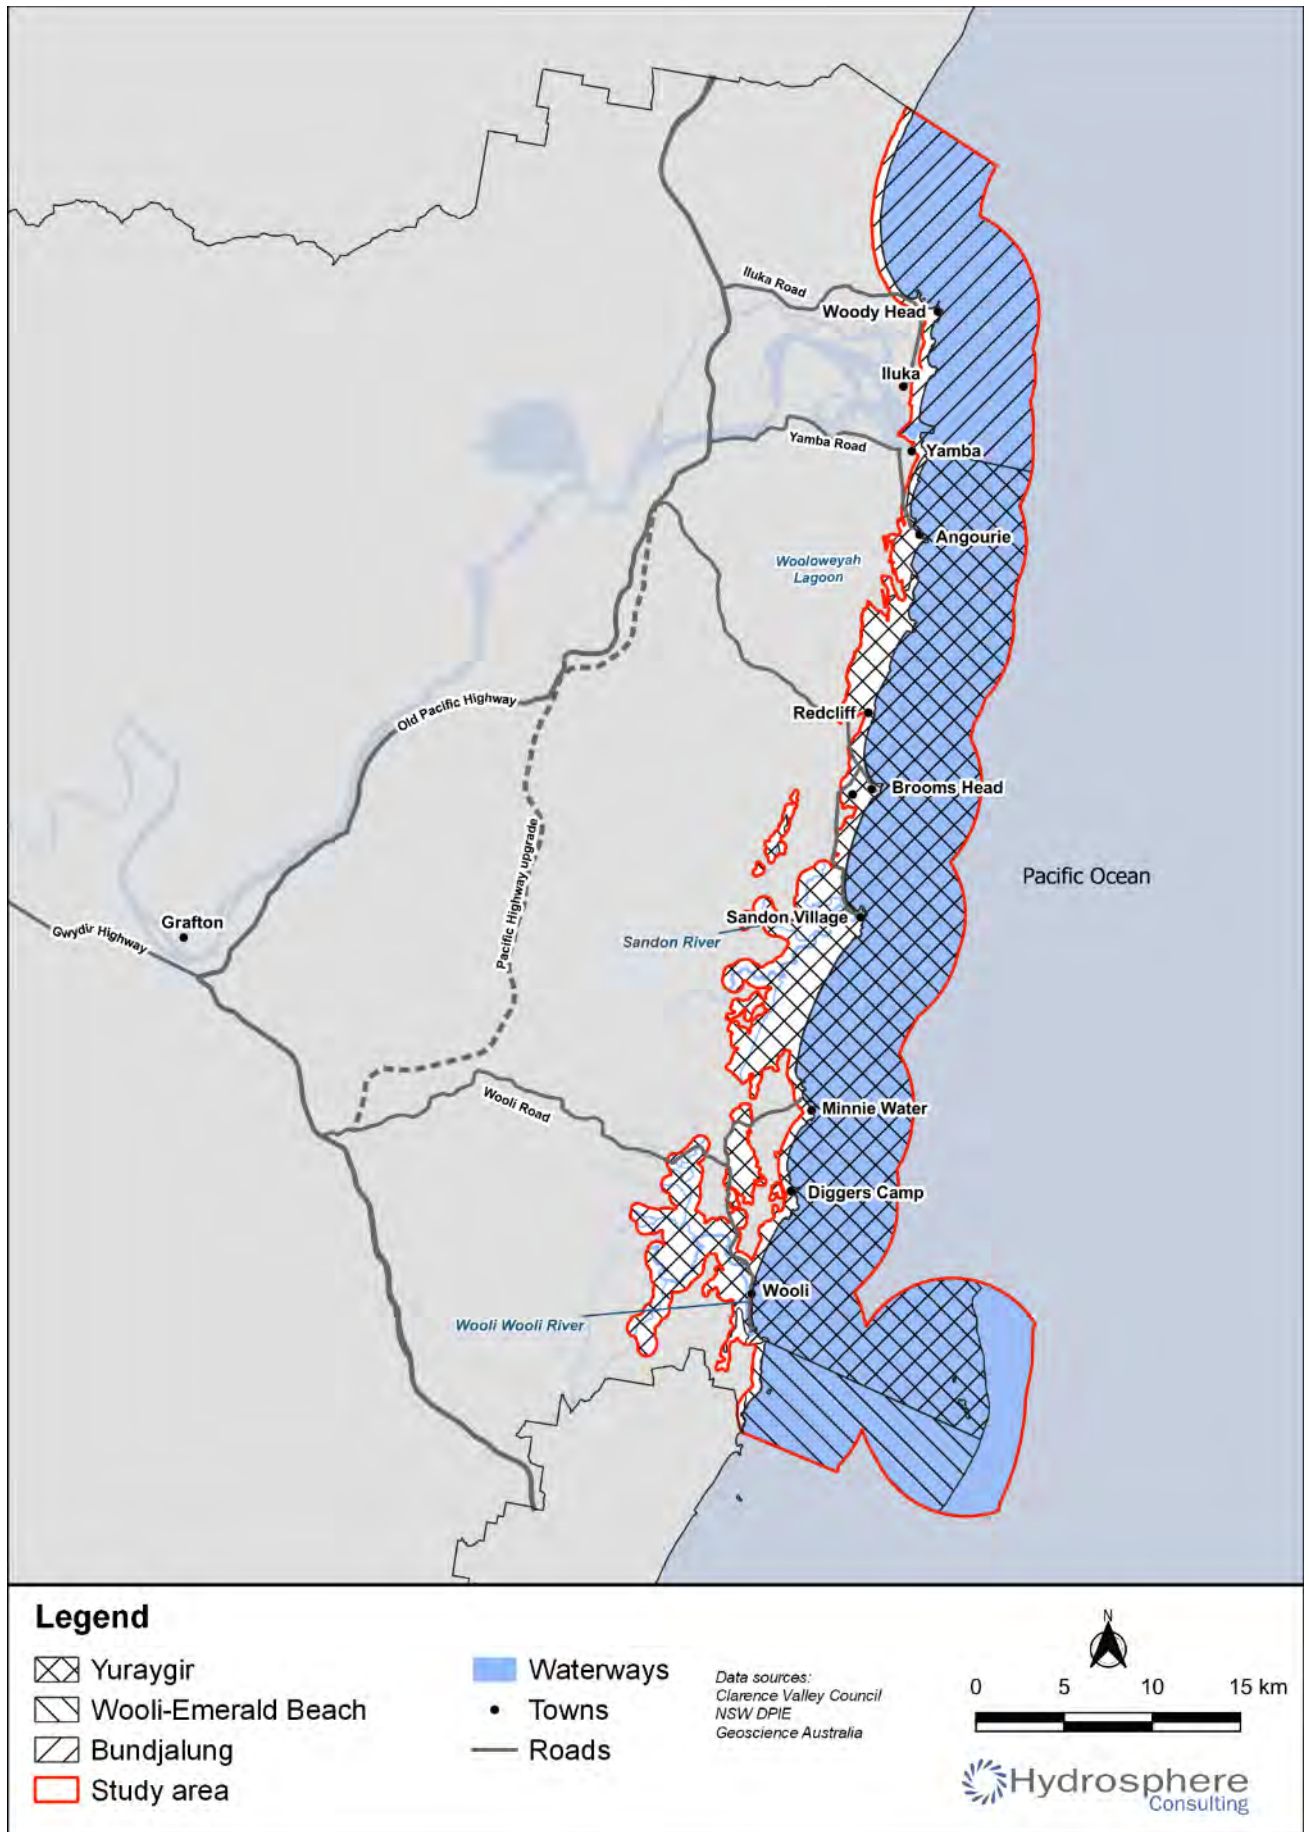 Iluka Road
Woody Head
Iluka
Yamba Road
Yamba
Angourie
Wooloweyah
Lagoon
Old Pacific Highway
Redcliff
Brooms Head
Pacific Highway upgrade
Pacific Ocean
Grafton
Gwydir Highway
Sandon Village
Sandon River
Wooli Road
Minnie Water
Diggers Camp
Wooli
Wooli Wooli River
Legend
Yuraygir
Wooli-Emerald Beach
Bundjalung
Study area
Waterways
Towns
Roads
Data sources:
Clarence Valley Council
NSW DPIE
Geoscience Australia
N
0 5 10 15 km
Hydrosphere
Consulting